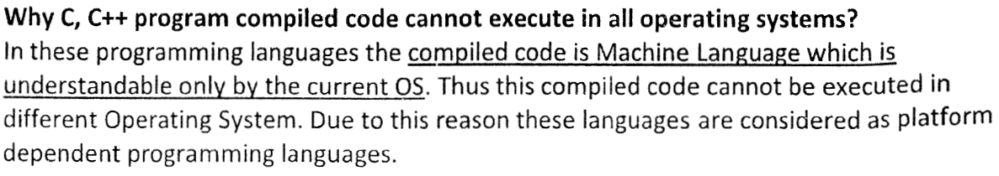 Why C, C++ program compiled code cannot execute in all operating systems?
In these programming languages the compiled code is Machine Language which is
understandable only by the current OS. Thus this compiled code cannot be executed in
different Operating System. Due to this reason these languages are considered as platform
dependent programming languages.